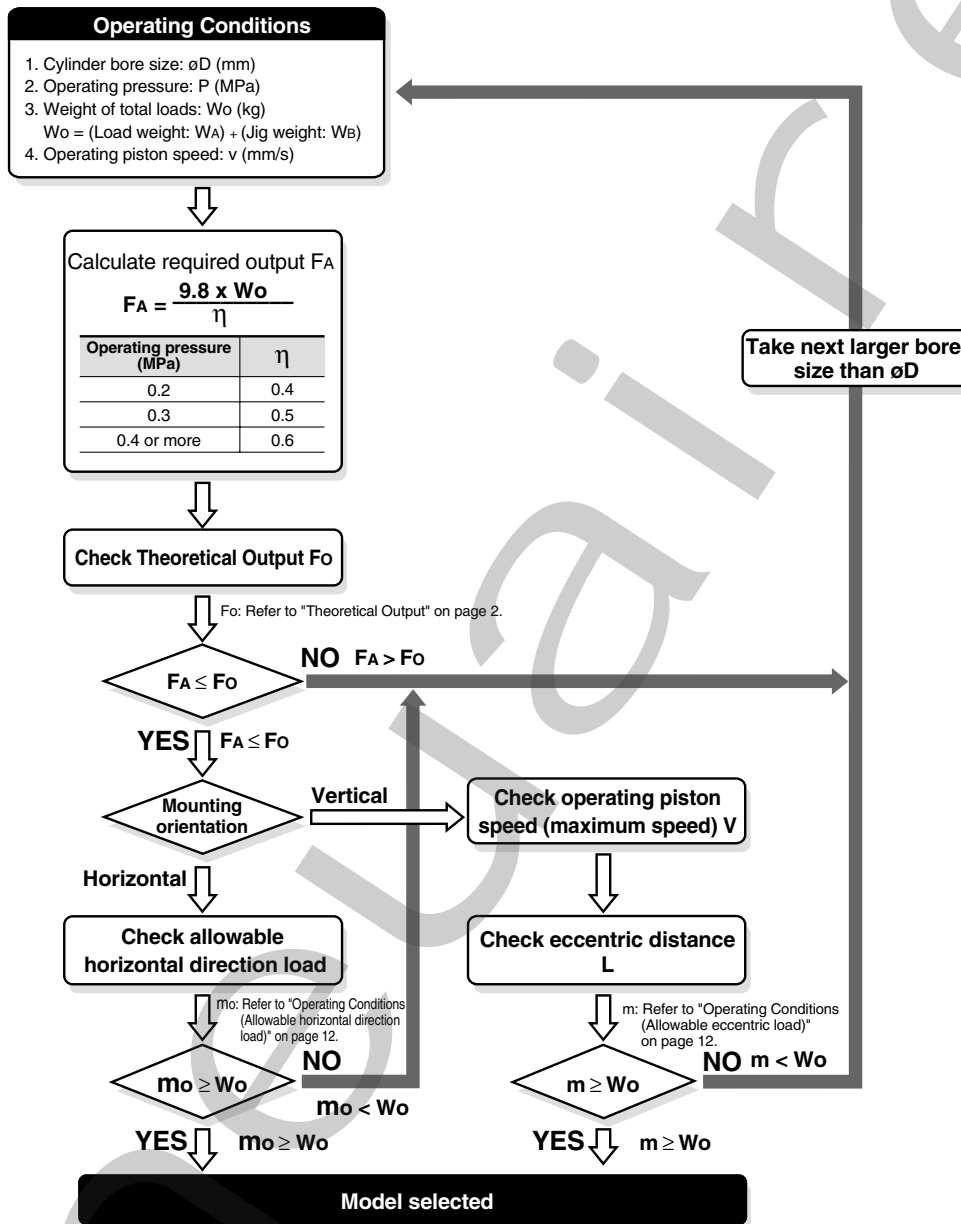 Operating Conditions
1. Cylinder bore size: øD (mm)
2. Operating pressure: P (MPa)
3. Weight of total loads: Wo (kg)
Wo = (Load weight: WA) + (Jig weight: WB)
4. Operating piston speed: v (mm/s)
Calculate required output FA
FA = 9.8 x Wo / η
Operating pressure (MPa) η
0.2 0.4
0.3 0.5
0.4 or more 0.6
Take next larger bore
size than øD
Check Theoretical Output Fo
Fo: Refer to "Theoretical Output" on page 2.
FA ≤ Fo
NO FA > Fo
YES FA ≤ Fo
Mounting
orientation
Vertical
Check operating piston
speed (maximum speed) V
Horizontal
Check allowable
horizontal direction load
Check eccentric distance
L
mo: Refer to "Operating Conditions
(Allowable horizontal direction
load)" on page 12.
m: Refer to "Operating Conditions
(Allowable eccentric load)"
on page 12.
mo ≥ Wo
NO
mo < Wo
m ≥ Wo
NO m < Wo
YES mo ≥ Wo
YES m ≥ Wo
Model selected